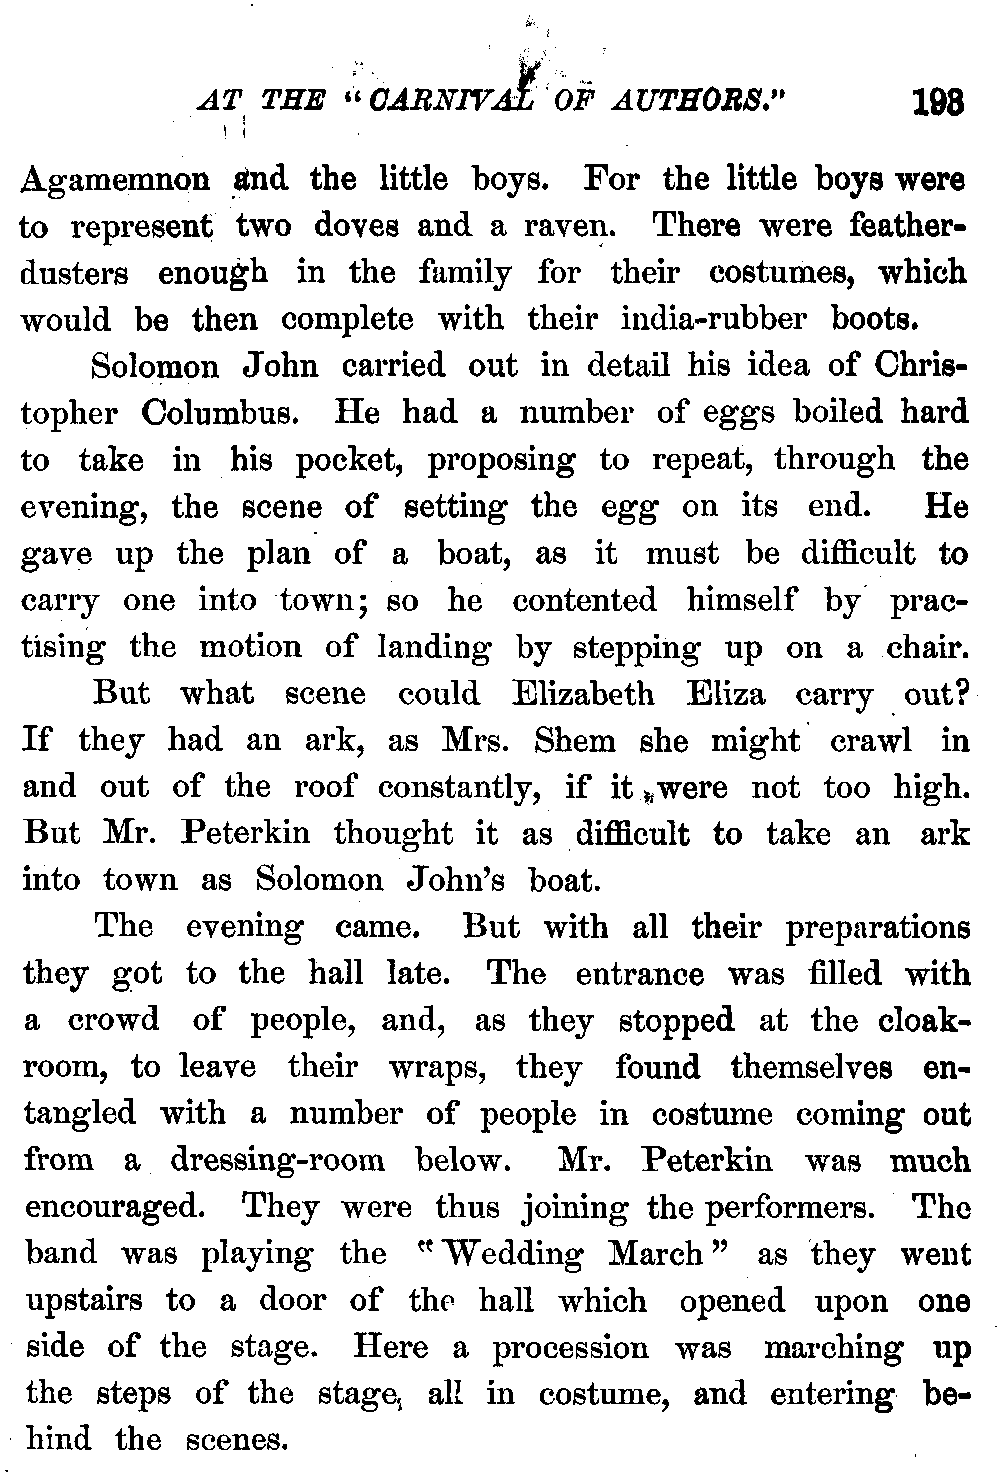 AT THE "CARNIVAL OF AUTHORS." 193
Agamemnon and the little boys. For the little boys were
to represent two doves and a raven. There were feather-
dusters enough in the family for their costumes, which
would be then complete with their india-rubber boots.
Solomon John carried out in detail his idea of Chris-
topher Columbus. He had a number of eggs boiled hard
to take in his pocket, proposing to repeat, through the
evening, the scene of setting the egg on its end. He
gave up the plan of a boat, as it must be difficult to
carry one into town; so he contented himself by prac-
tising the motion of landing by stepping up on a chair.
But what scene could Elizabeth Eliza carry out?
If they had an ark, as Mrs. Shem she might crawl in
and out of the roof constantly, if it were not too high.
But Mr. Peterkin thought it as difficult to take an ark
into town as Solomon John's boat.
The evening came. But with all their preparations
they got to the hall late. The entrance was filled with
a crowd of people, and, as they stopped at the cloak-
room, to leave their wraps, they found themselves en-
tangled with a number of people in costume coming out
from a dressing-room below. Mr. Peterkin was much
encouraged. They were thus joining the performers. The
band was playing the "Wedding March" as they went
upstairs to a door of the hall which opened upon one
side of the stage. Here a procession was marching up
the steps of the stage, all in costume, and entering be-
hind the scenes.